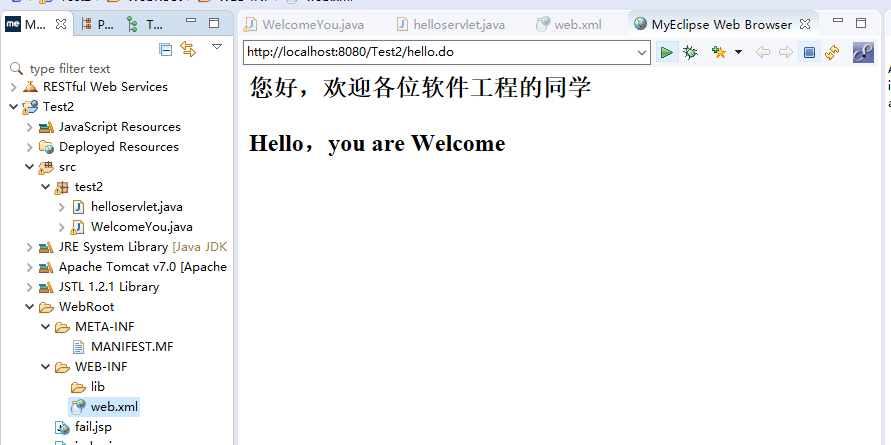 M...
P...
T...
type filter text
RESTful Web Services
Test2
JavaScript Resources
Deployed Resources
src
test2
helloservlet.java
WelcomeYou.java
JRE System Library [Java JDK
Apache Tomcat v7.0 [Apache
JSTL 1.2.1 Library
WebRoot
META-INF
MANIFEST.MF
WEB-INF
lib
web.xml
fail.jsp
WelcomeYou.java
helloservlet.java
web.xml
MyEclipse Web Browser
http://localhost:8080/Test2/hello.do
您好，欢迎各位软件工程的同学
Hello，you are Welcome